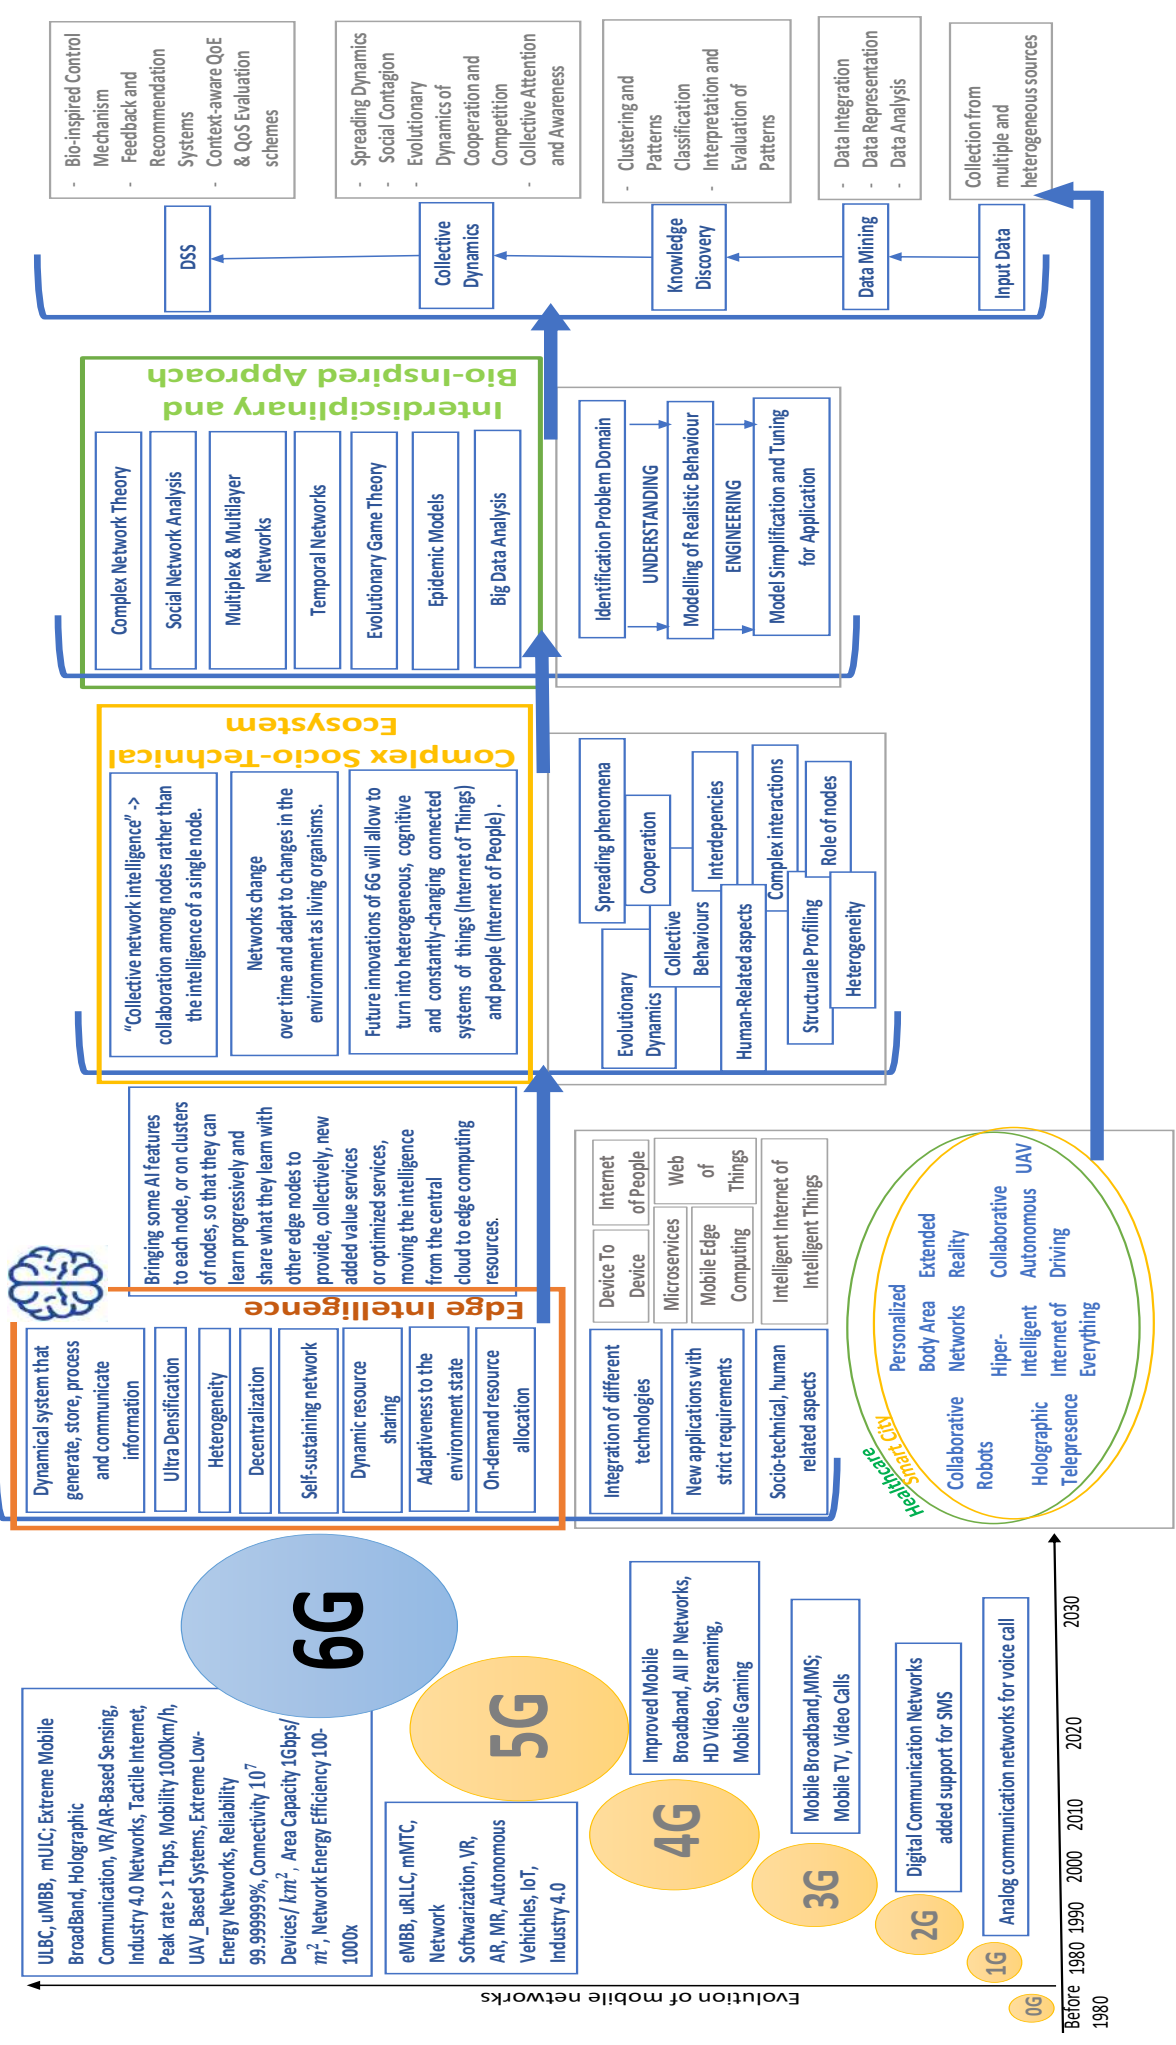 Evolution of mobile networks
ULBC, uMBB, mULC; Extreme Mobile
BroadBand, Holographic
Communication, VR/AR-Based Sensing,
Industry 4.0 Networks, Tactile Internet,
Peak rate > 1 Tbps, Mobility 1000km/h,
UAV_Based Systems, Extreme Low-
Energy Networks, Reliability
99.999999%, Connectivity 10⁷
Devices/ km², Area Capacity 1Gbps/
m², Network Energy Efficiency 100-
1000x
6G
eMBB, uRLLC, mMTC,
Network
Softwarization, VR,
AR, MR, Autonomous
Vehichles, IoT,
Industry 4.0
5G
Improved Mobile
Broadband, All IP Networks,
HD Video, Streaming,
Mobile Gaming
4G
Mobile Broadband,MMS;
Mobile TV, Video Calls
3G
Digital Communication Networks
added support for SMS
2G
Analog communication networks for voice call
1G
0G
Before
1980
1980
1990
2000
2010
2020
2030
Dynamical system that
generate, store, process
and communicate
information
Ultra Densification
Heterogeneity
Decentralization
Self-sustaining network
Dynamic resource
sharing
Adaptiveness to the
environment state
On-demand resource
allocation
Edge Intelligence
Bringing some AI features
to each node, or on clusters
of nodes, so that they can
learn progressively and
share what they learn with
other edge nodes to
provide, collectively, new
added value services
or optimized services,
moving the intelligence
from the central
cloud to edge computing
resources.
Integration of different
technologies
New applications with
strict requirements
Socio-technical, human
related aspects
Device To
Device
Internet
of People
Microservices
Web
of
Things
Mobile Edge
Computing
Intelligent Internet of
Intelligent Things
Healthcare
Smart City
Personalized
Body Area
Networks
Extended
Reality
Collaborative
Robots
Hiper-
Intelligent
Internet of
Everything
Collaborative
Autonomous
Driving
UAV
Holographic
Telepresence
"Collective network intelligence" ->
collaboration among nodes rather than
the intelligence of a single node.
Networks change
over time and adapt to changes in the
environment as living organisms.
Future innovations of 6G will allow to
turn into heterogeneous, cognitive
and constantly-changing connected
systems of things (Internet of Things)
and people (Internet of People) .
Complex Socio-Technical
Ecosystem
Spreading phenomena
Evolutionary
Dynamics
Cooperation
Collective
Behaviours
Interdepencies
Human-Related aspects
Complex interactions
Structurale Profiling
Role of nodes
Heterogeneity
Complex Network Theory
Social Network Analysis
Multiplex & Multilayer
Networks
Temporal Networks
Evolutionary Game Theory
Epidemic Models
Big Data Analysis
Interdisciplinary and
Bio-Inspired Approach
Identification Problem Domain
UNDERSTANDING
Modelling of Realistic Behaviour
ENGINEERING
Model Simplification and Tuning
for Application
DSS
- Bio-inspired Control
Mechanism
- Feedback and
Recommendation
Systems
- Context-aware QoE
& QoS Evaluation
schemes
Collective
Dynamics
- Spreading Dynamics
- Social Contagion
- Evolutionary
Dynamics of
Cooperation and
Competition
- Collective Attention
and Awareness
Knowledge
Discovery
- Clustering and
Patterns
Classification
- Interpretation and
Evaluation of
Patterns
Data Mining
- Data Integration
- Data Representation
- Data Analysis
Input Data
Collection from
multiple and
heterogeneous sources